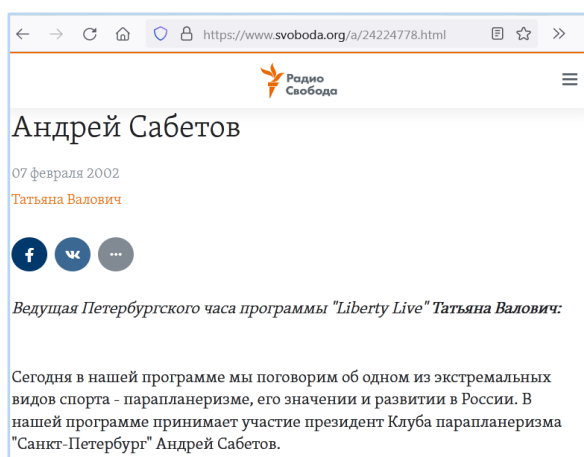 https://www.svoboda.org/a/24224778.html
Радио
Свобода
Андрей Сабетов
07 февраля 2002
Татьяна Валович
Ведущая Петербургского часа программы "Liberty Live" Татьяна Валович:
Сегодня в нашей программе мы поговорим об одном из экстремальных
видов спорта - парапланеризме, его значении и развитии в России. В
нашей программе принимает участие президент Клуба парапланеризма
"Санкт-Петербург" Андрей Сабетов.